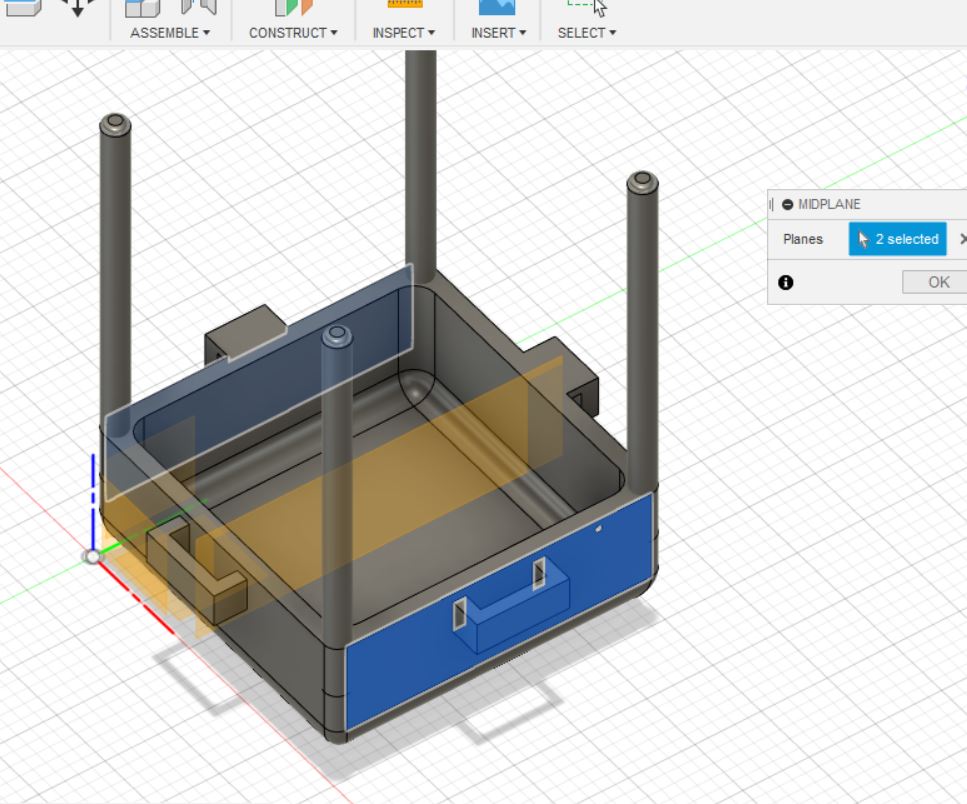 ASSEMBLE ▾ CONSTRUCT ▾ INSPECT ▾ INSERT ▾ SELECT ▾
MIDPLANE
Planes 2 selected
OK